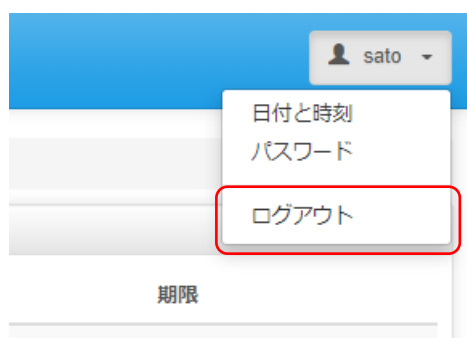 sato
日付と時刻
パスワード
ログアウト
期限